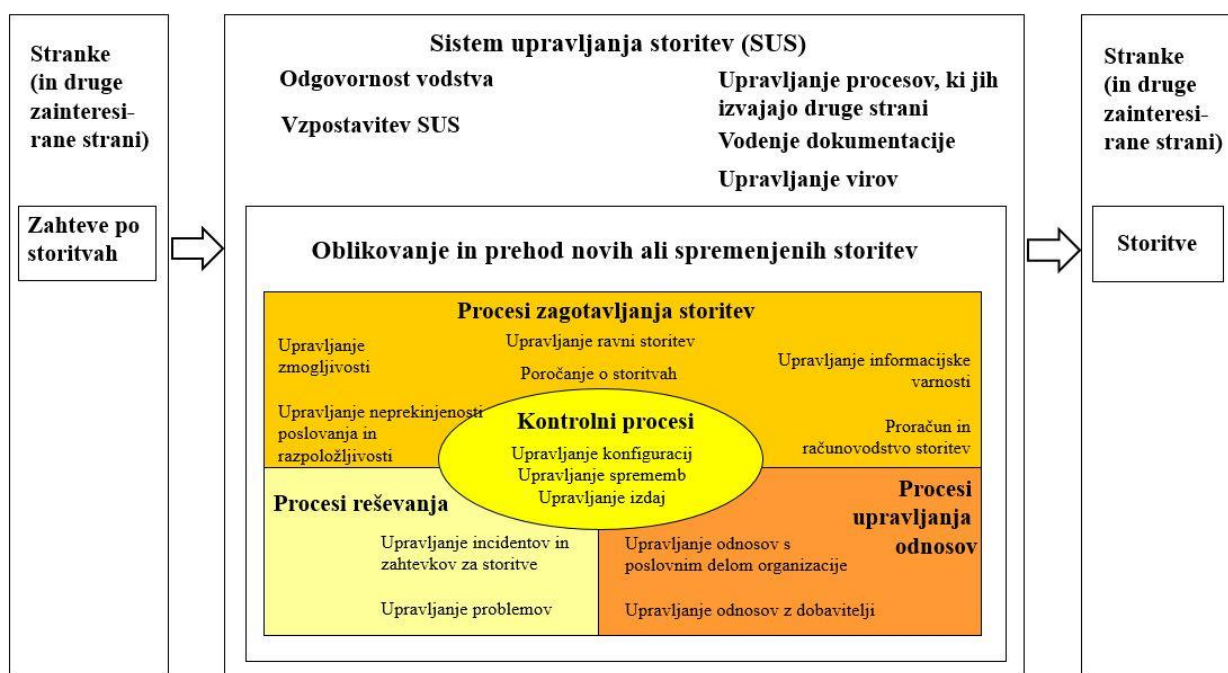 Stranke
(in druge
zainteresi-
rane strani)
Zahteve po
storitvah
Sistem upravljanja storitev (SUS)
Odgovornost vodstva
Vzpostavitev SUS
Upravljanje procesov, ki jih
izvajajo druge strani
Vodenje dokumentacije
Upravljanje virov
Oblikovanje in prehod novih ali spremenjenih storitev
Procesi zagotavljanja storitev
Upravljanje
zmogljivosti
Upravljanje neprekinjenosti
poslovanja in
razpoložljivosti
Upravljanje ravni storitev
Poročanje o storitvah
Upravljanje informacijske
varnosti
Proračun in
računovodstvo storitev
Kontrolni procesi
Upravljanje konfiguracij
Upravljanje sprememb
Upravljanje izdaj
Procesi reševanja
Upravljanje incidentov in
zahtevkov za storitve
Upravljanje problemov
Procesi
upravljanja
odnosov
Upravljanje odnosov s
poslovnim delom organizacije
Upravljanje odnosov z dobavitelji
Stranke
(in druge
zainteresi-
rane strani)
Storitve